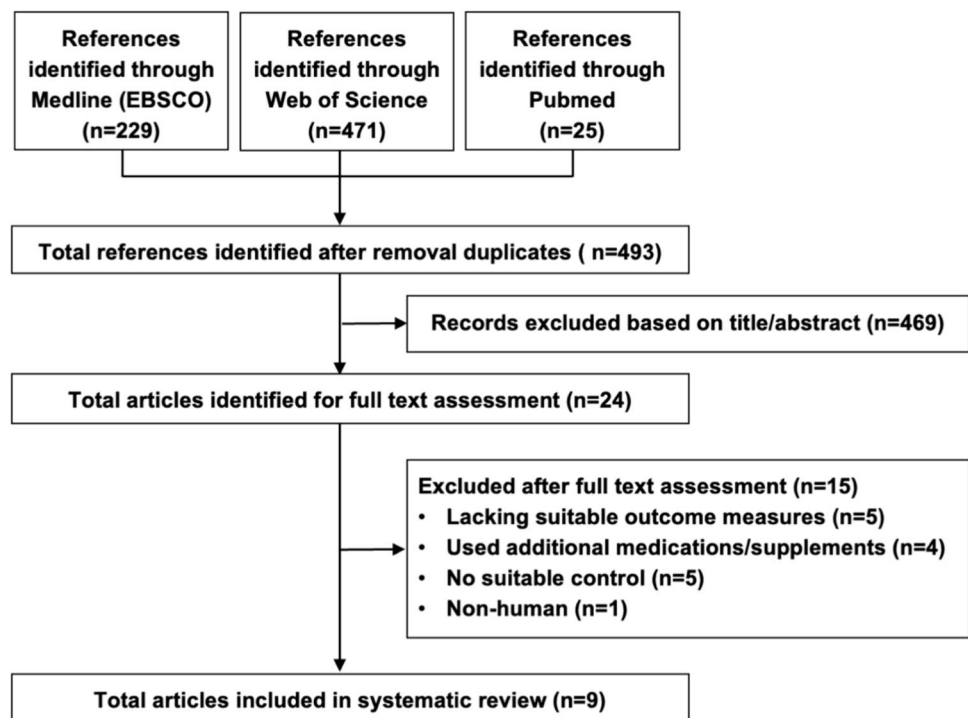 References
identified through
Medline (EBSCO)
(n=229)
References
identified through
Web of Science
(n=471)
References
identified through
Pubmed
(n=25)
Total references identified after removal duplicates ( n=493)
Records excluded based on title/abstract (n=469)
Total articles identified for full text assessment (n=24)
Excluded after full text assessment (n=15)
• Lacking suitable outcome measures (n=5)
• Used additional medications/supplements (n=4)
• No suitable control (n=5)
• Non-human (n=1)
Total articles included in systematic review (n=9)